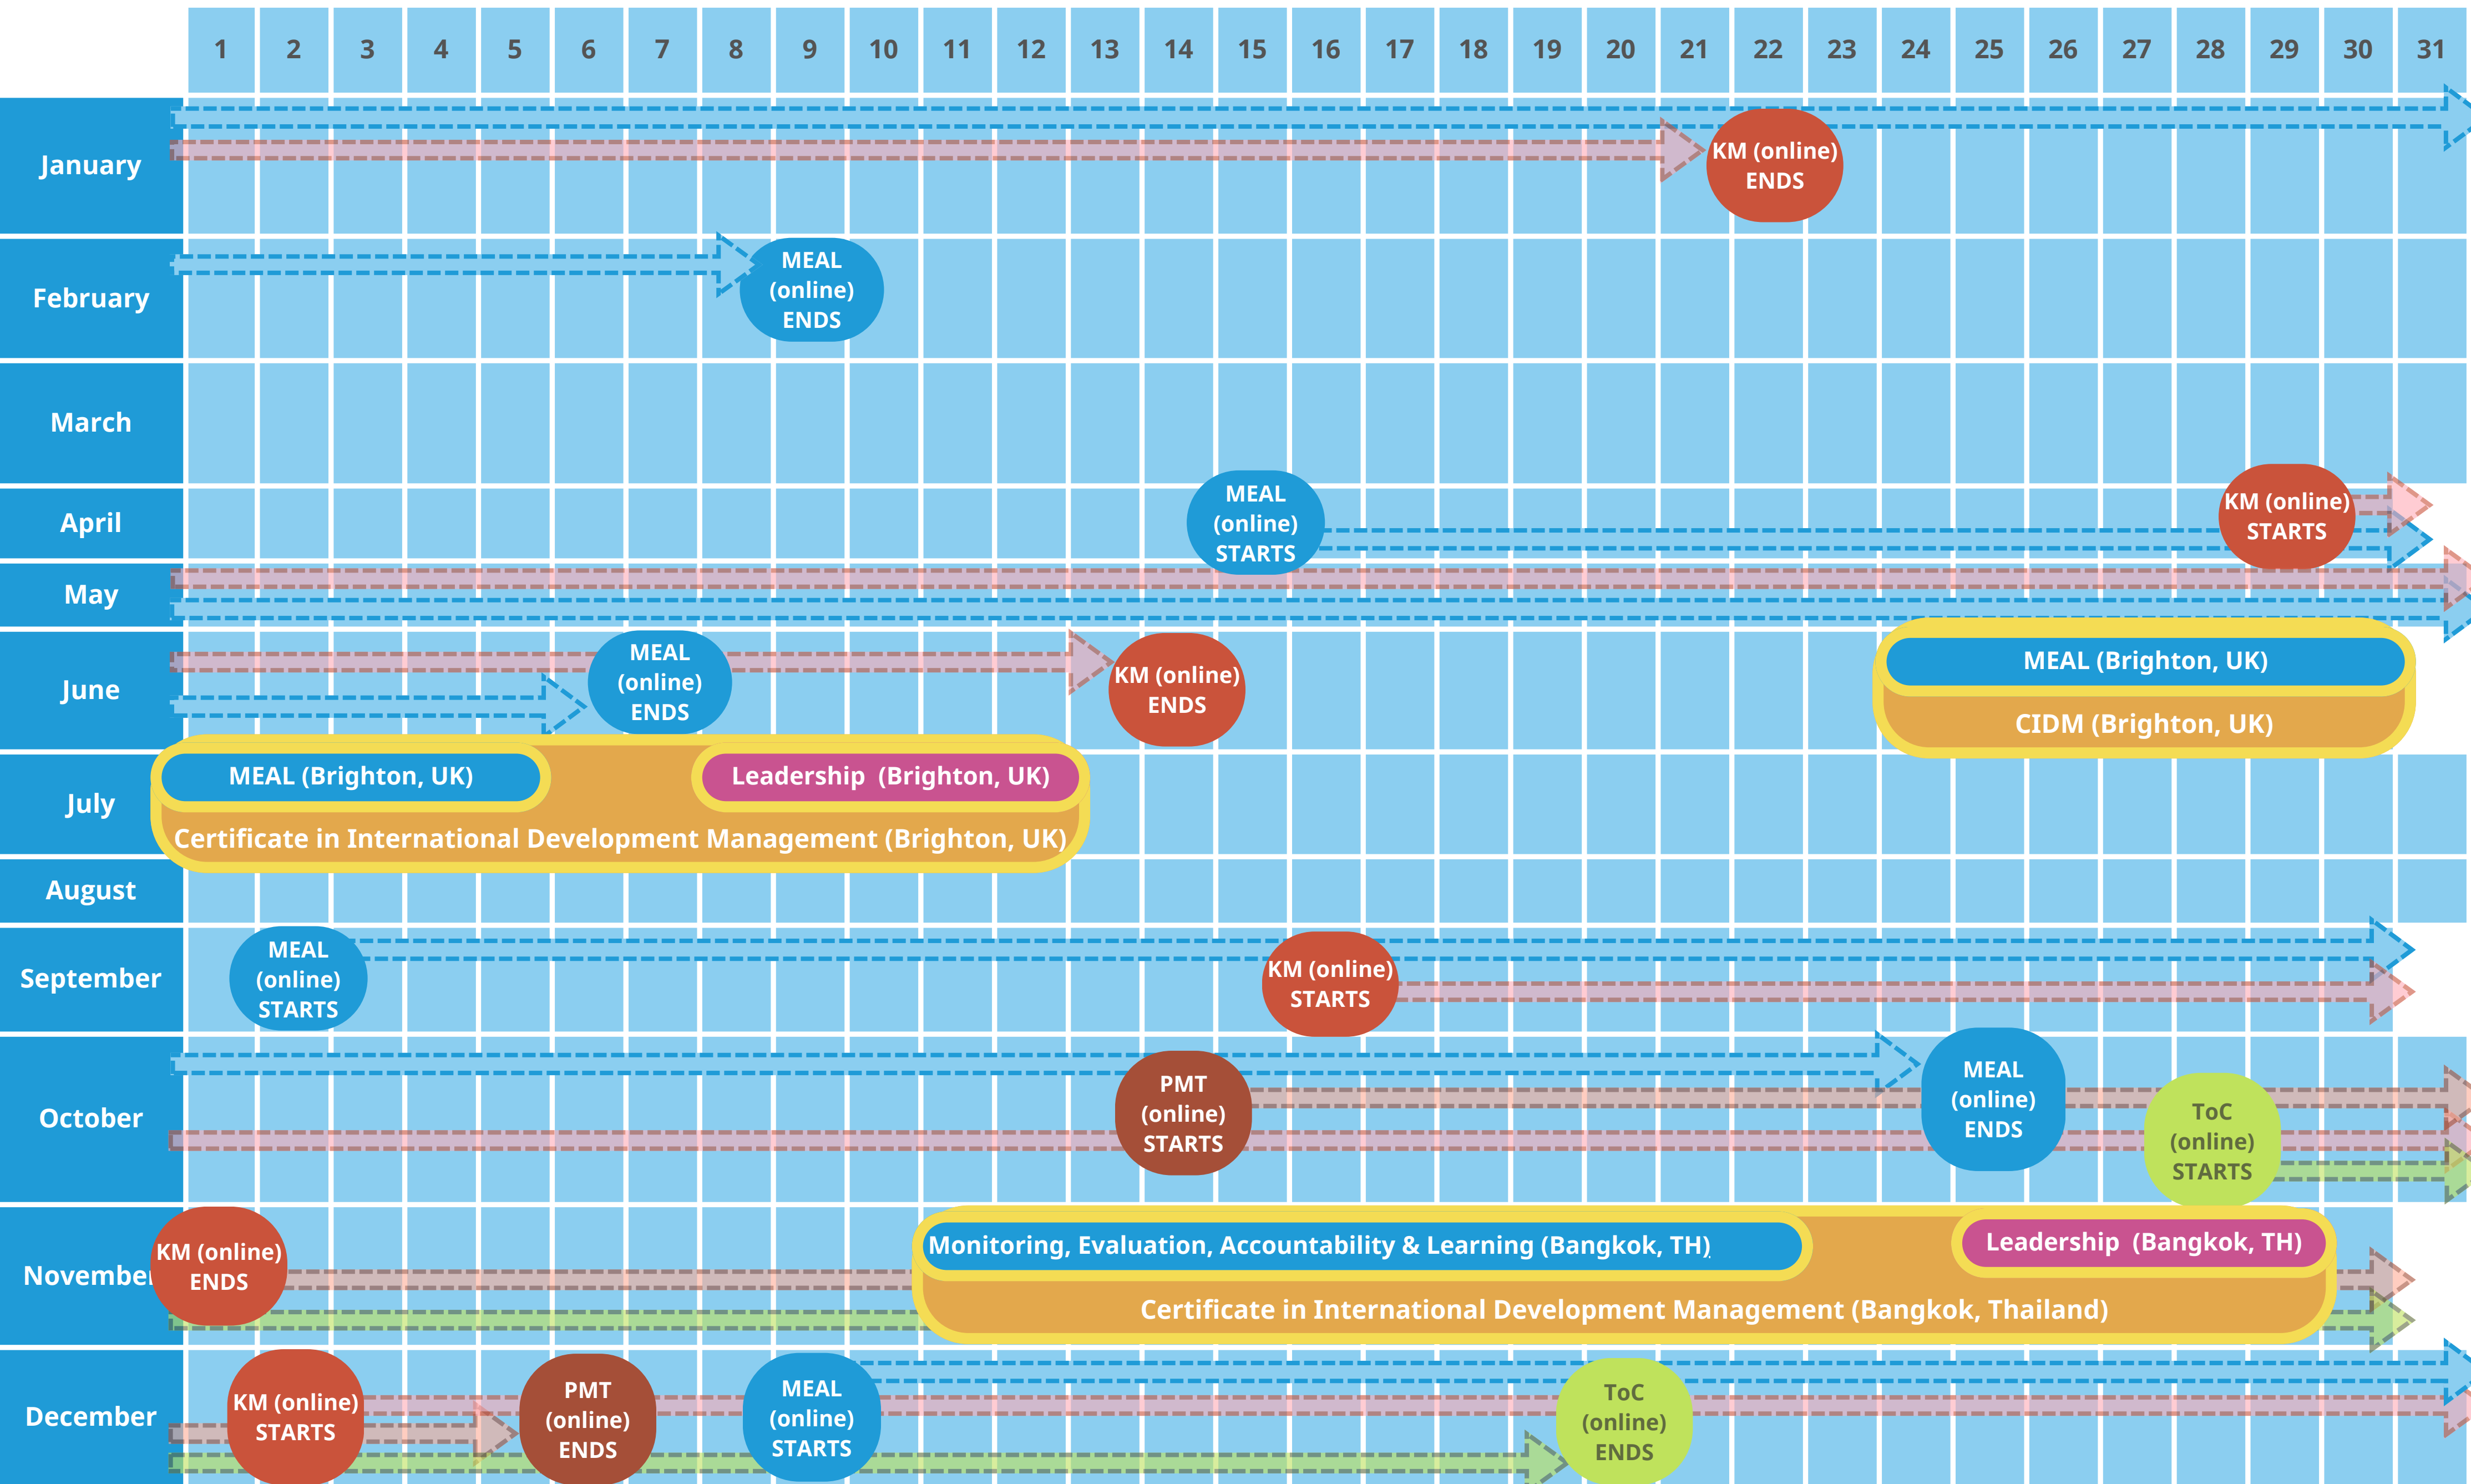 1 2 3 4 5 6 7 8 9 10 11 12 13 14 15 16 17 18 19 20 21 22 23 24 25 26 27 28 29 30 31
January
KM (online)
ENDS
February
MEAL
(online)
ENDS
March
April
MEAL
(online)
STARTS
KM (online)
STARTS
May
June
MEAL
(online)
ENDS
KM (online)
ENDS
MEAL (Brighton, UK)
CIDM (Brighton, UK)
July
MEAL (Brighton, UK)
Leadership (Brighton, UK)
Certificate in International Development Management (Brighton, UK)
August
September
MEAL
(online)
STARTS
KM (online)
STARTS
October
PMT
(online)
STARTS
MEAL
(online)
ENDS
ToC
(online)
STARTS
November
KM (online)
ENDS
Monitoring, Evaluation, Accountability & Learning (Bangkok, TH)
Leadership (Bangkok, TH)
Certificate in International Development Management (Bangkok, Thailand)
December
KM (online)
STARTS
PMT
(online)
ENDS
MEAL
(online)
STARTS
ToC
(online)
ENDS